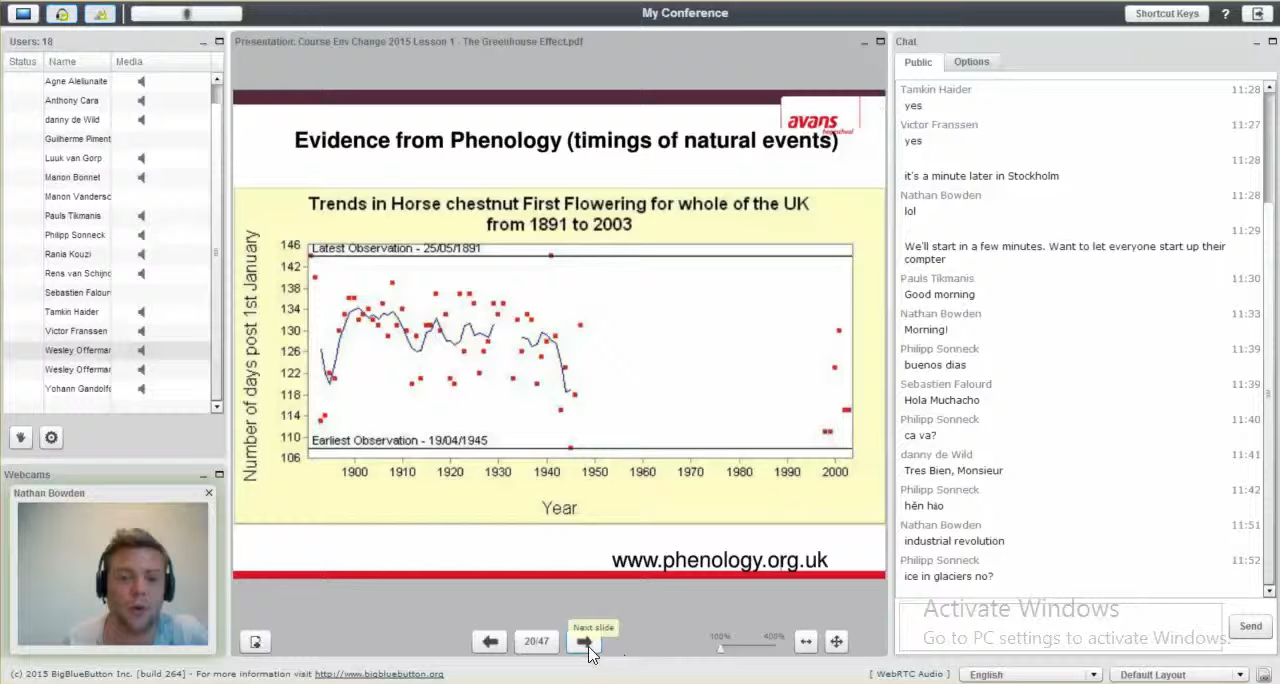 My Conference
Shortcut Keys
?
Users: 18
Status Name Media
Agne Aleliunaite
Anthony Cara
danny de Wild
Guilherme Piment
Luuk van Gorp
Manon Bonnet
Manon Vandersc
Pauls Tikmanis
Philipp Sonneck
Rania Kouzi
Rens van Schijnd
Sebastien Falour
Tamkin Haider
Victor Franssen
Wesley Offerman
Wesley Offerman
Yohann Gandolfo
Webcams
Nathan Bowden
Presentation: Course Env Change 2015 Lesson 1 - The Greenhouse Effect.pdf
avans
hogeschool
Evidence from Phenology (timings of natural events)
Trends in Horse chestnut First Flowering for whole of the UK
from 1891 to 2003
Number of days post 1st January
146
142
138
134
130
126
122
118
114
110
106
Latest Observation - 25/05/1891
Earliest Observation - 19/04/1945
1900 1910 1920 1930 1940 1950 1960 1970 1980 1990 2000
Year
www.phenology.org.uk
Next slide
20/47
100% 400%
Chat
Public Options
Tamkin Haider 11:28
yes
Victor Franssen 11:27
yes
11:28
it's a minute later in Stockholm
Nathan Bowden 11:28
lol
11:29
We'll start in a few minutes. Want to let everyone start up their
compter
Pauls Tikmanis 11:30
Good morning
Nathan Bowden 11:33
Morning!
Philipp Sonneck 11:39
buenos dias
Sebastien Falourd 11:39
Hola Muchacho
Philipp Sonneck 11:40
ca va?
danny de Wild 11:41
Tres Bien, Monsieur
Philipp Sonneck 11:42
hěn hǎo
Nathan Bowden 11:51
industrial revolution
Philipp Sonneck 11:52
ice in glaciers no?
Activate Windows
Go to PC settings to activate Windows.
Send
(c) 2015 BigBlueButton Inc. [build 264] - For more information visit http://www.bigbluebutton.org
[ WebRTC Audio ]
English
Default Layout